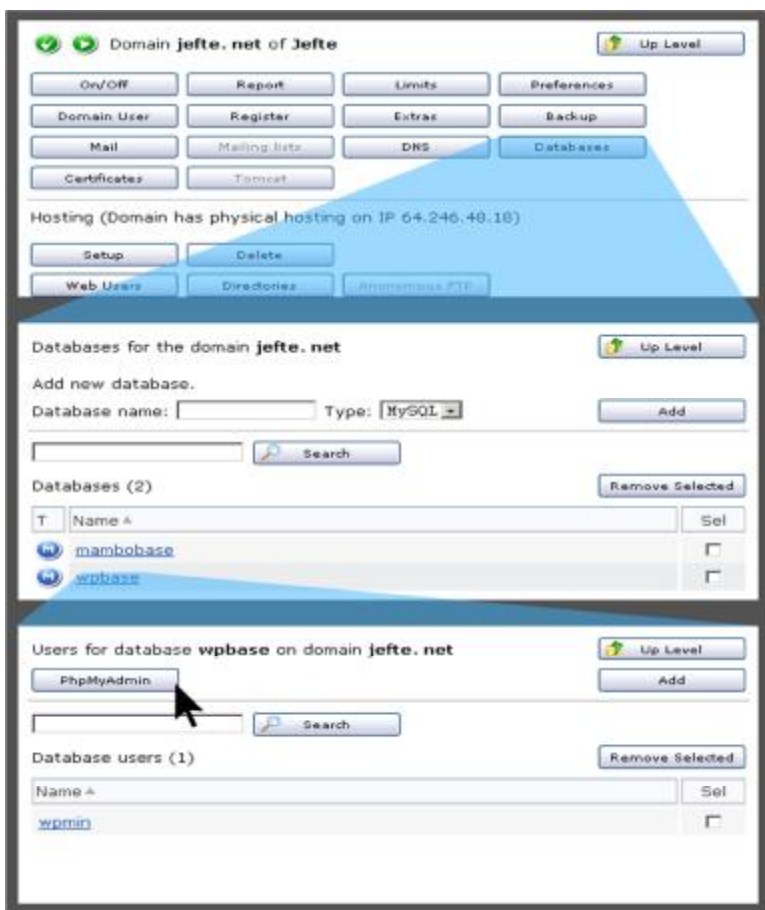 Domain jefte. net of Jefte Up Level
On/Off Report Limits Preferences
Domain User Register Extras Backup
Mail Mailing lists DNS Databases
Certificates Tomcat
Hosting (Domain has physical hosting on IP 64.246.48.18)
Setup Delete
Web Users Directories Anonymous FTP
Databases for the domain jefte. net Up Level
Add new database.
Database name: Type: MySQL Add
Search
Databases (2) Remove Selected
T Name Sel
mambobase
wpbase
Users for database wpbase on domain jefte. net Up Level
PhpMyAdmin Add
Search
Database users (1) Remove Selected
Name Sel
wpmin